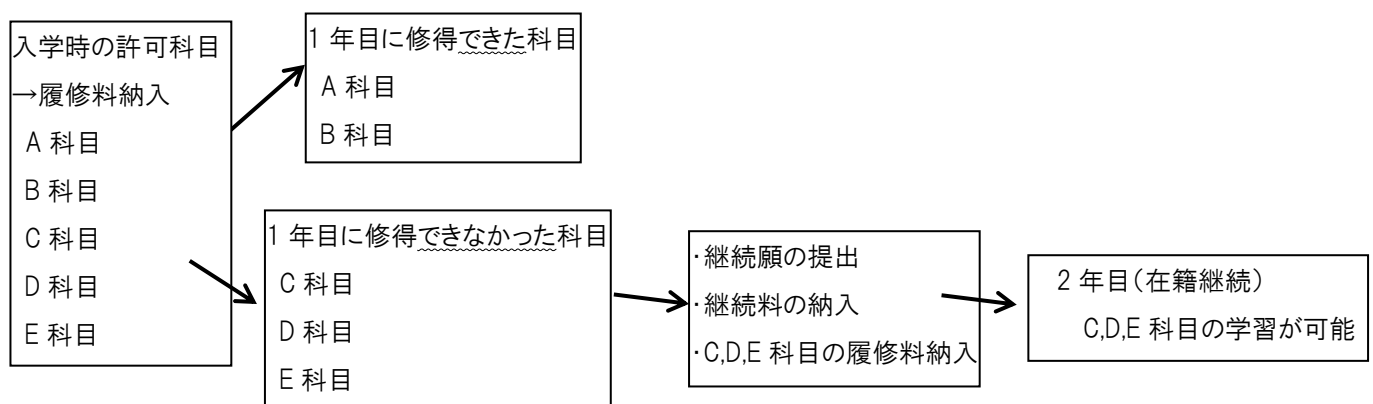 入学時の許可科目
→履修料納入
A 科目
B 科目
C 科目
D 科目
E 科目
1 年目に修得できた科目
A 科目
B 科目
1 年目に修得できなかった科目
C 科目
D 科目
E 科目
・継続願の提出
・継続料の納入
・C,D,E 科目の履修料納入
2 年目(在籍継続)
C,D,E 科目の学習が可能